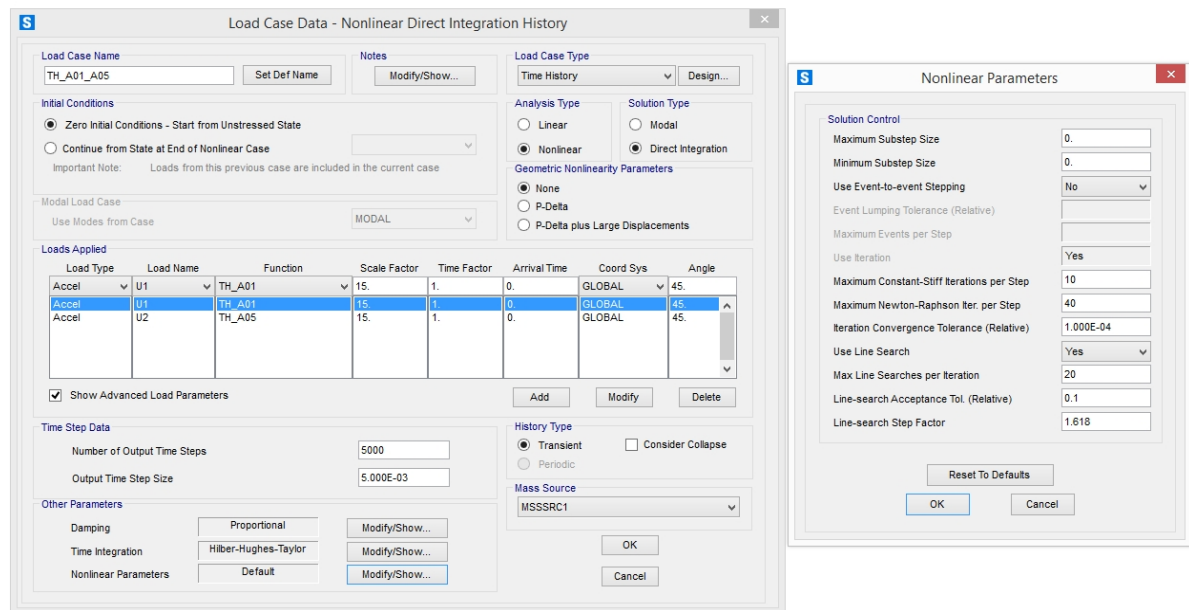 S Load Case Data - Nonlinear Direct Integration History ×
Load Case Name
TH_A01_A05
Set Def Name
Notes
Modify/Show...
Load Case Type
Time History
Design...
Initial Conditions
Zero Initial Conditions - Start from Unstressed State
Continue from State at End of Nonlinear Case
Important Note: Loads from this previous case are included in the current case
Analysis Type
Linear
Nonlinear
Solution Type
Modal
Direct Integration
Geometric Nonlinearity Parameters
None
P-Delta
P-Delta plus Large Displacements
Modal Load Case
Use Modes from Case
MODAL
Loads Applied
Load Type Load Name Function Scale Factor Time Factor Arrival Time Coord Sys Angle
Accel U1 TH_A01 15. 1. 0. GLOBAL 45.
Accel U1 TH_A01 15. 1. 0. GLOBAL 45.
Accel U2 TH_A05 15. 1. 0. GLOBAL 45.
Show Advanced Load Parameters
Add
Modify
Delete
Time Step Data
Number of Output Time Steps 5000
Output Time Step Size 5.000E-03
History Type
Transient
Periodic
Consider Collapse
Mass Source
MSSSRC1
Other Parameters
Damping Proportional Modify/Show...
Time Integration Hilber-Hughes-Taylor Modify/Show...
Nonlinear Parameters Default Modify/Show...
OK
Cancel
S Nonlinear Parameters ×
Solution Control
Maximum Substep Size 0.
Minimum Substep Size 0.
Use Event-to-event Stepping No
Event Lumping Tolerance (Relative)
Maximum Events per Step
Use Iteration Yes
Maximum Constant-Stiff Iterations per Step 10
Maximum Newton-Raphson Iter. per Step 40
Iteration Convergence Tolerance (Relative) 1.000E-04
Use Line Search Yes
Max Line Searches per Iteration 20
Line-search Acceptance Tol. (Relative) 0.1
Line-search Step Factor 1.618
Reset To Defaults
OK
Cancel